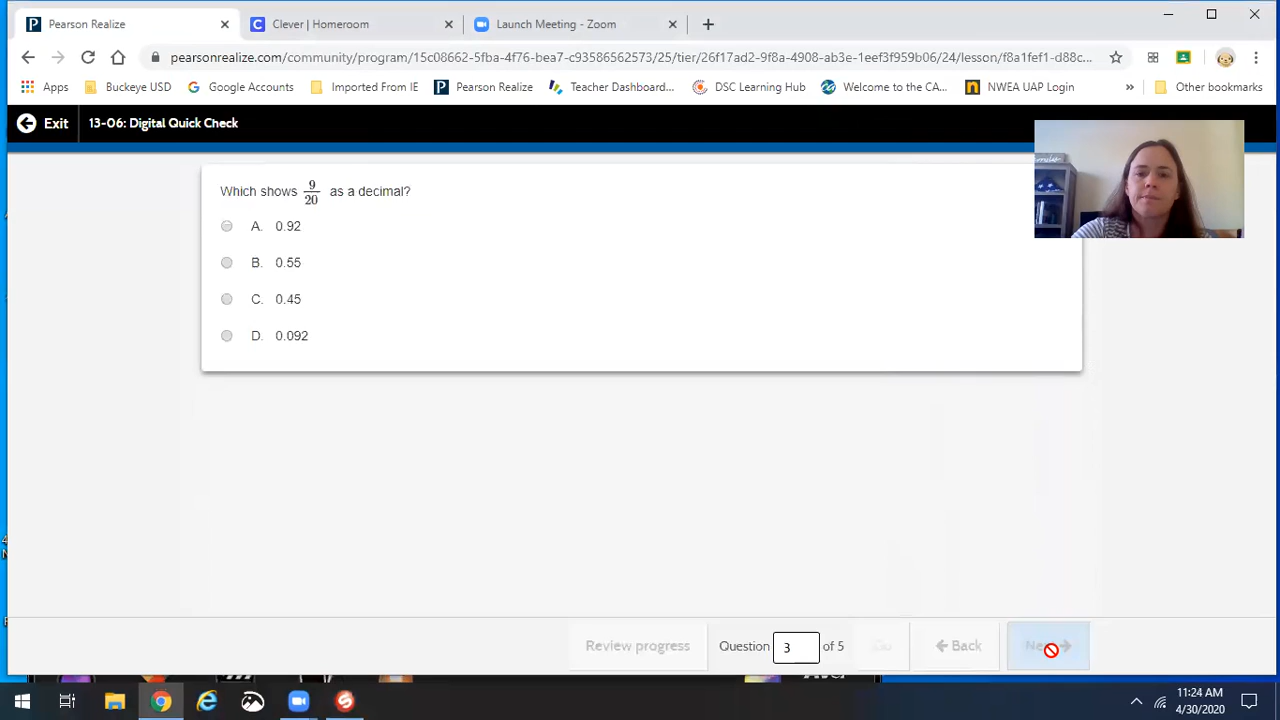 Pearson Realize
Clever | Homeroom
Launch Meeting - Zoom
pearsonrealize.com/community/program/15c08662-5fba-4f76-bea7-c93586562573/25/tier/26f17ad2-9f8a-4908-ab3e-1eef3f959b06/24/lesson/f8a1fef1-d88c...
Apps
Buckeye USD
Google Accounts
Imported From IE
Pearson Realize
Teacher Dashboard...
DSC Learning Hub
Welcome to the CA...
NWEA UAP Login
»
Other bookmarks
Exit
13-06: Digital Quick Check
Which shows 9/20 as a decimal?
A. 0.92
B. 0.55
C. 0.45
D. 0.092
Review progress
Question 3 of 5
Go
Back
11:24 AM
4/30/2020